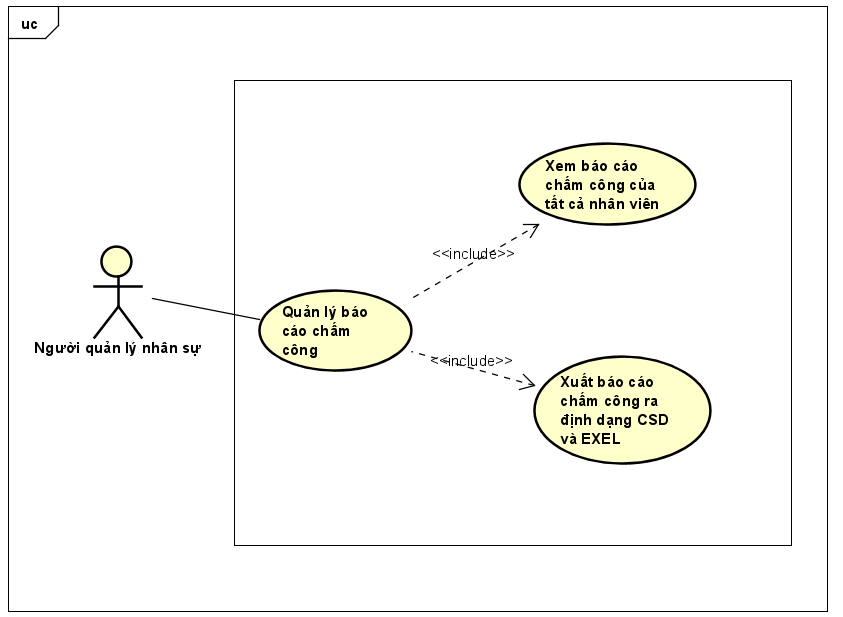 uc
Xem báo cáo
chấm công của
tất cả nhân viên
<<include>>
Quản lý báo
cáo chấm
công
Người quản lý nhân sự
<<include>>
Xuất báo cáo
chấm công ra
định dạng CSD
và EXEL